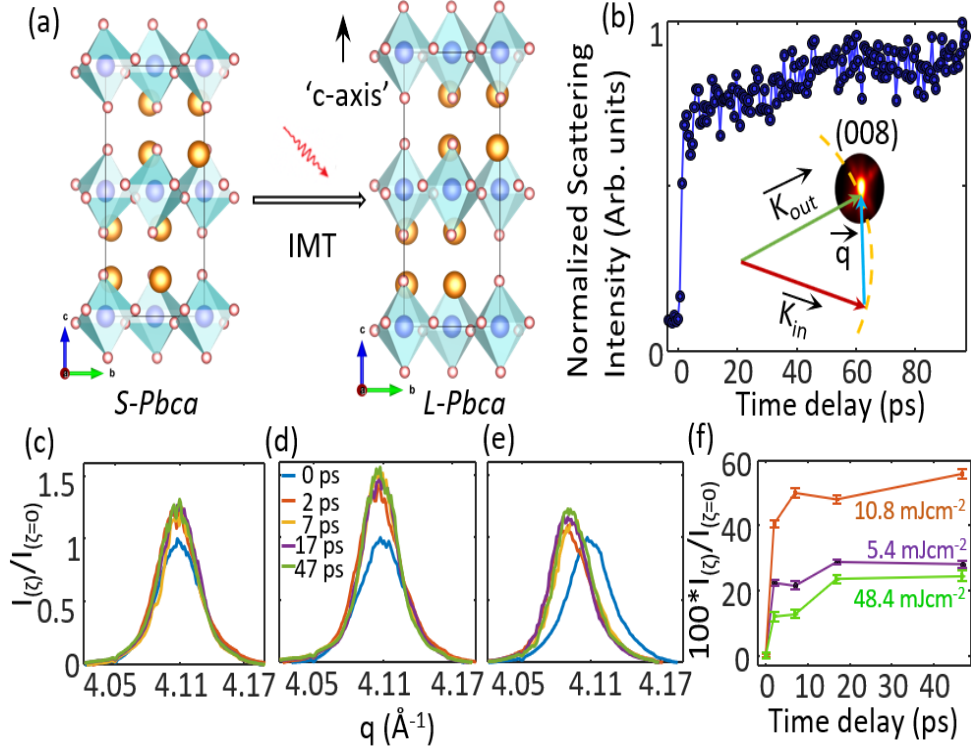 (a)
'c-axis'
IMT
c
b
S-Pbca
c
b
L-Pbca
(b)
Normalized Scattering
Intensity (Arb. units)
1
0
(008)
K_out
q
K_in
0 20 40 60 80
Time delay (ps)
(c)
(d)
(e)
I(ζ)/I(ζ=0)
1.5
1
0.5
0
0 ps
2 ps
7 ps
17 ps
47 ps
4.05 4.11 4.17
4.05 4.11 4.17
4.05 4.11 4.17
q (Å⁻¹)
(f)
100*I(ζ)/I(ζ=0)
60
40
20
0
10.8 mJcm⁻²
5.4 mJcm⁻²
48.4 mJcm⁻²
0 20 40
Time delay (ps)